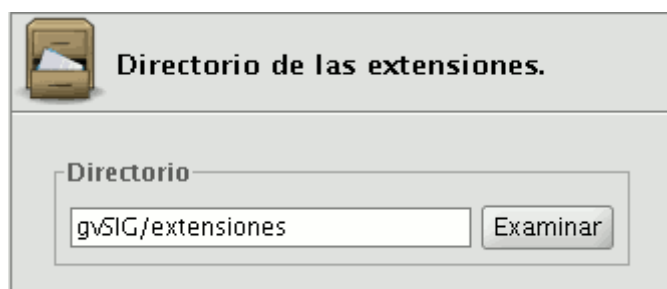 Directorio de las extensiones.
Directorio
gvSIG/extensiones
Examinar